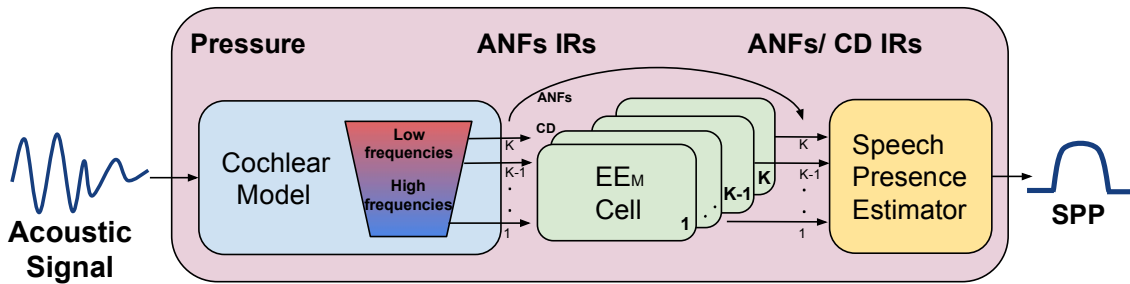 Pressure
ANFs IRs
ANFs/ CD IRs
ANFs
CD
Low
frequencies
High
frequencies
Cochlear
Model
K
K-1
.
.
1
EEM
Cell
1
. .
K-1
K
K
K-1
.
.
1
Speech
Presence
Estimator
Acoustic
Signal
SPP